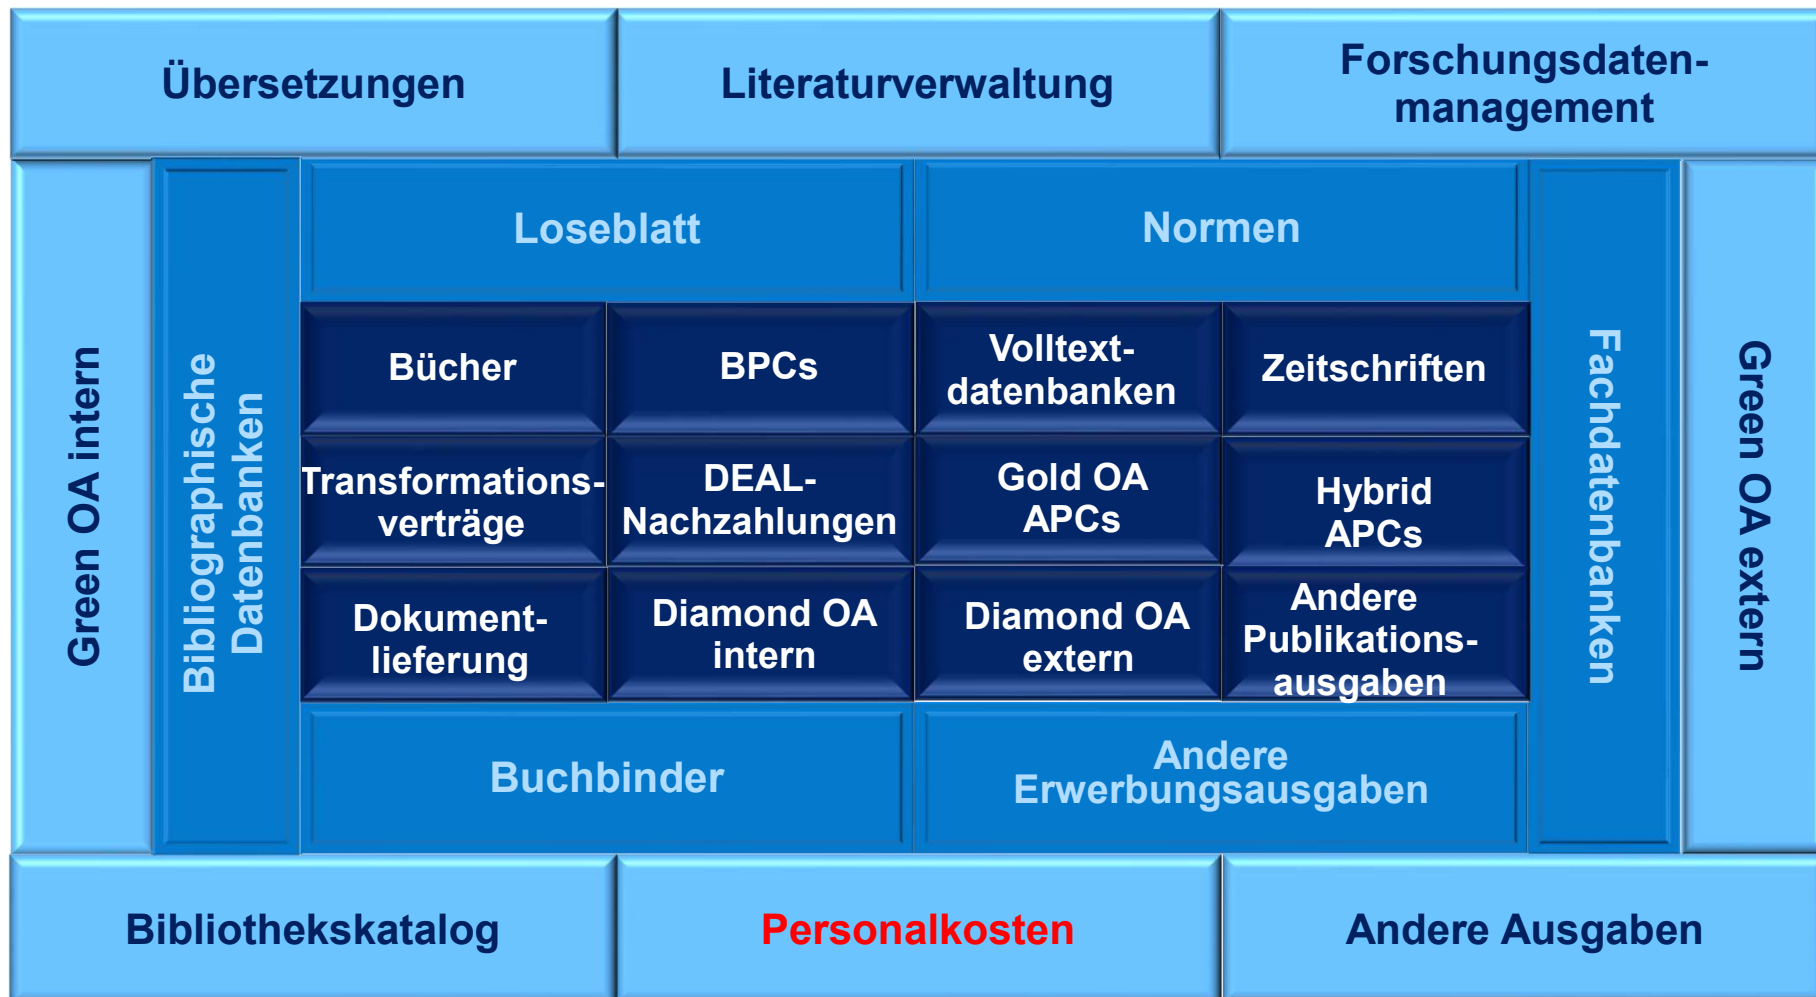 Übersetzungen
Literaturverwaltung
Forschungsdaten-
management
Green OA intern
Bibliographische
Datenbanken
Loseblatt
Normen
Fachdatenbanken
Green OA extern
Bücher
BPCs
Volltext-
datenbanken
Zeitschriften
Transformations-
verträge
DEAL-
Nachzahlungen
Gold OA
APCs
Hybrid
APCs
Dokument-
lieferung
Diamond OA
intern
Diamond OA
extern
Andere
Publikations-
ausgaben
Buchbinder
Andere
Erwerbungsausgaben
Bibliothekskatalog
Personalkosten
Andere Ausgaben